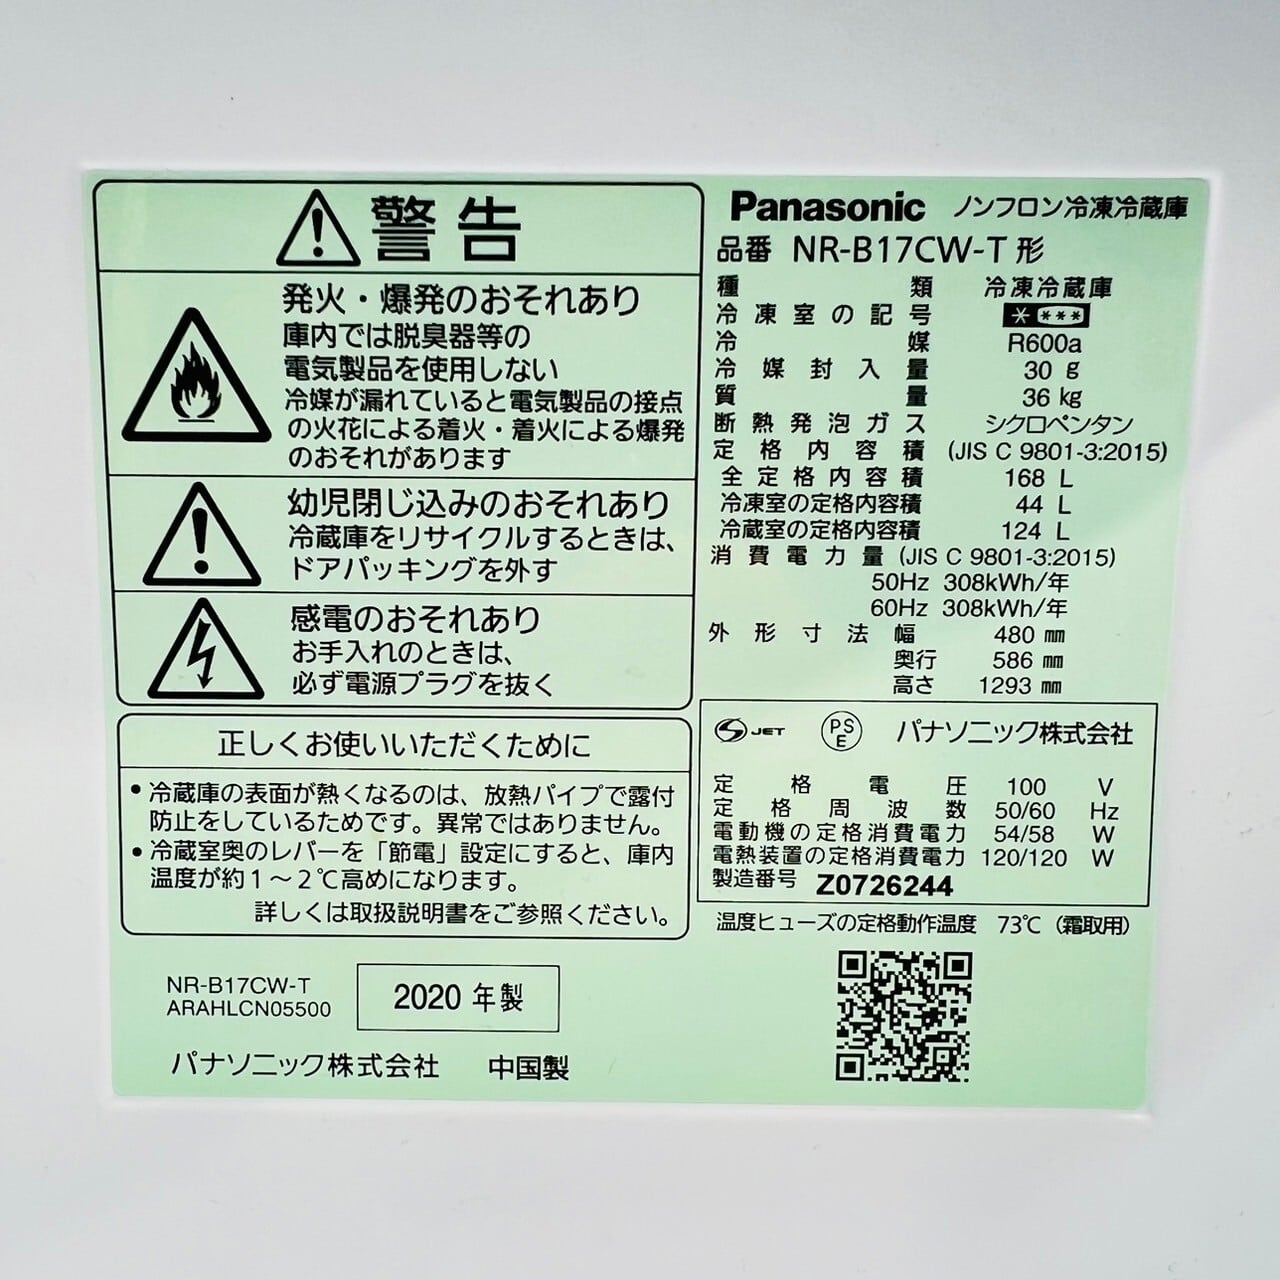 警告
発火・爆発のおそれあり
庫内では脱臭器等の
電気製品を使用しない
冷媒が漏れていると電気製品の接点
の火花による着火・着火による爆発
のおそれがあります
幼児閉じ込みのおそれあり
冷蔵庫をリサイクルするときは、
ドアパッキングを外す
感電のおそれあり
お手入れのときは、
必ず電源プラグを抜く
正しくお使いいただくために
●冷蔵庫の表面が熱くなるのは、放熱パイプで露付
防止をしているためです。異常ではありません。
●冷蔵室奥のレバーを「節電」設定にすると、庫内
温度が約1～2℃高めになります。
詳しくは取扱説明書をご参照ください。
NR-B17CW-T
ARAHLCN05500
2020年製
パナソニック株式会社 中国製
Panasonic ノンフロン冷凍冷蔵庫
品番 NR-B17CW-T形
種類 冷凍冷蔵庫
冷凍室の記号 * ***
冷媒 R600a
冷媒封入量 30 g
質量 36 kg
断熱発泡ガス シクロペンタン
定格内容積 (JIS C 9801-3:2015)
全定格内容積 168 L
冷凍室の定格内容積 44 L
冷蔵室の定格内容積 124 L
消費電力量 (JIS C 9801-3:2015)
50Hz 308kWh/年
60Hz 308kWh/年
外形寸法 幅 480 mm
奥行 586 mm
高さ 1293 mm
JET PSE パナソニック株式会社
定格電圧 100 V
定格周波数 50/60 Hz
電動機の定格消費電力 54/58 W
電熱装置の定格消費電力 120/120 W
製造番号 Z0726244
温度ヒューズの定格動作温度 73℃（霜取用）